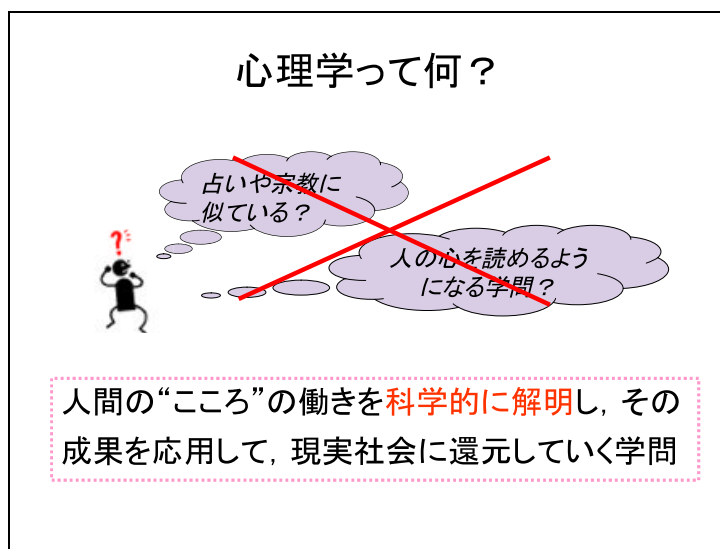 心理学って何？
占いや宗教に
似ている？
?
人の心を読めるよう
になる学問？
人間の“こころ”の働きを科学的に解明し，その
成果を応用して，現実社会に還元していく学問